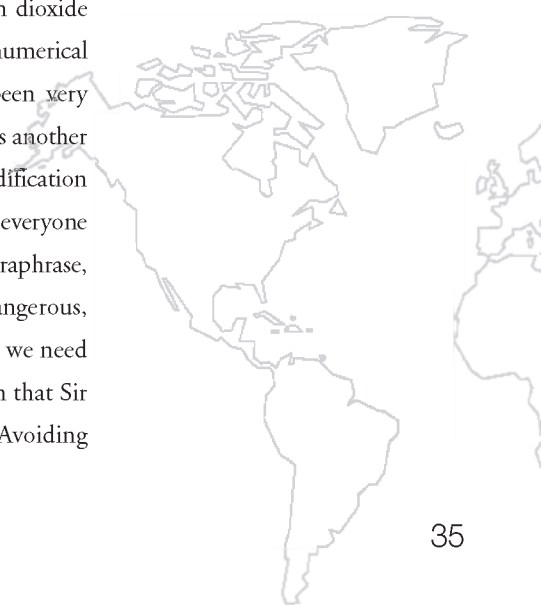 n dioxide
numerical
een very
s another
dification
everyone
raphrase,
angerous,
we need
n that Sir
Avoiding
35